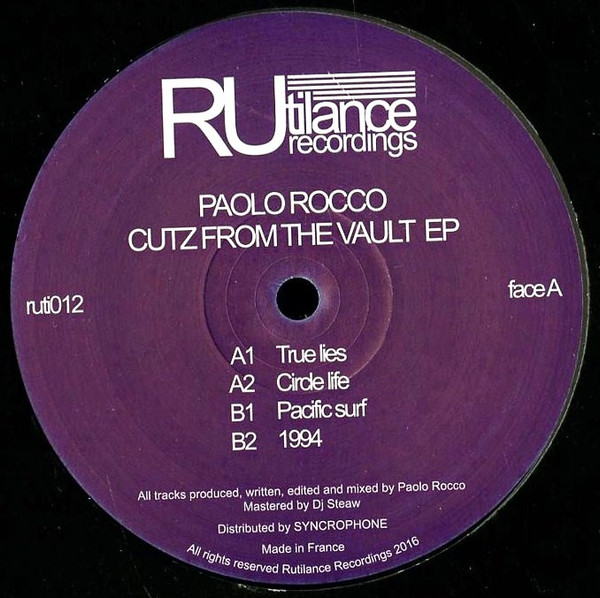 RUtilance
recordings
PAOLO ROCCO
CUTZ FROM THE VAULT EP
ruti012
face A
A1 True lies
A2 Circle life
B1 Pacific surf
B2 1994
All tracks produced, written, edited and mixed by Paolo Rocco
Mastered by Dj Steaw
Distributed by SYNCROPHONE
Made in France
All rights reserved Rutilance Recordings 2016